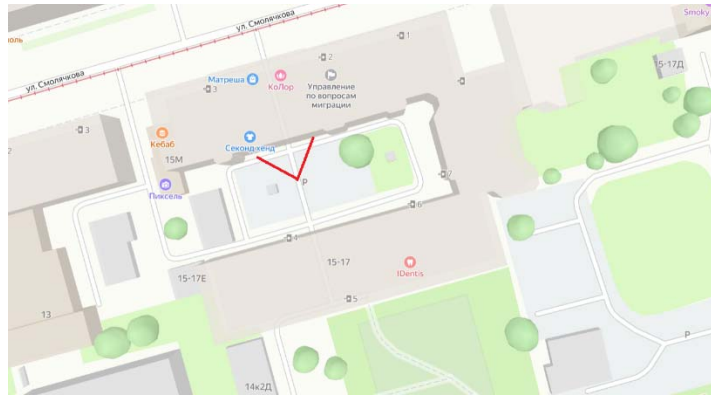 Smoky
ул. Смолячкова
1
2
Матреша
КоЛор
Управление
по вопросам
миграции
15-17Д
ул. Смолячкова
3
3
Кебаб
Секонд-хенд
15М
Пиксель
P
7
6
4
15-17
IDentis
15-17Е
5
13
P
14к2Д